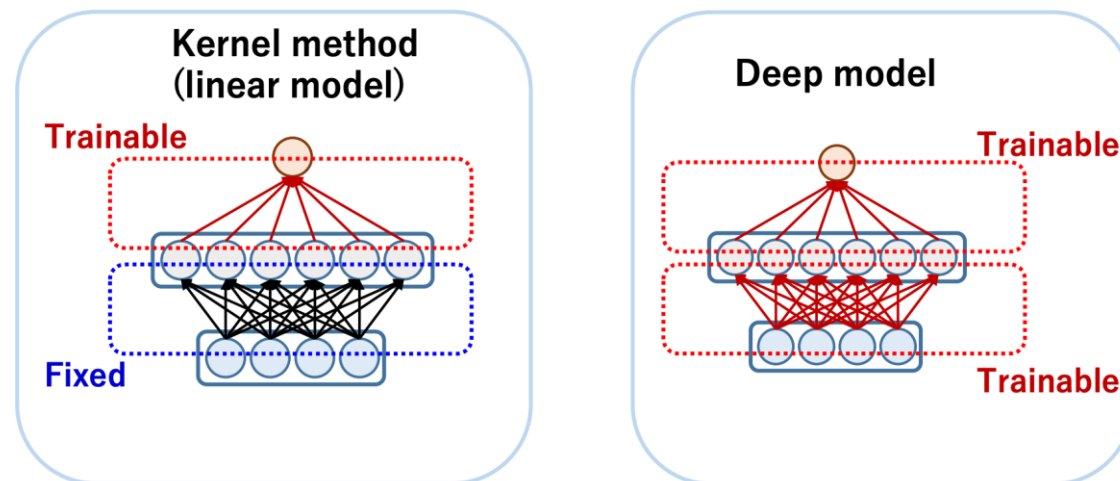 Kernel method
(linear model)
Trainable
Fixed
Deep model
Trainable
Trainable